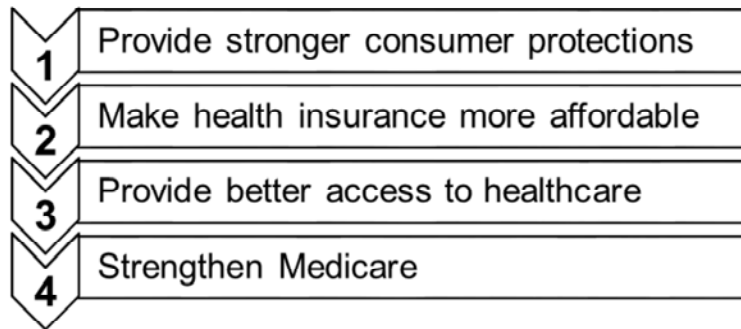 1 Provide stronger consumer protections
2 Make health insurance more affordable
3 Provide better access to healthcare
4 Strengthen Medicare